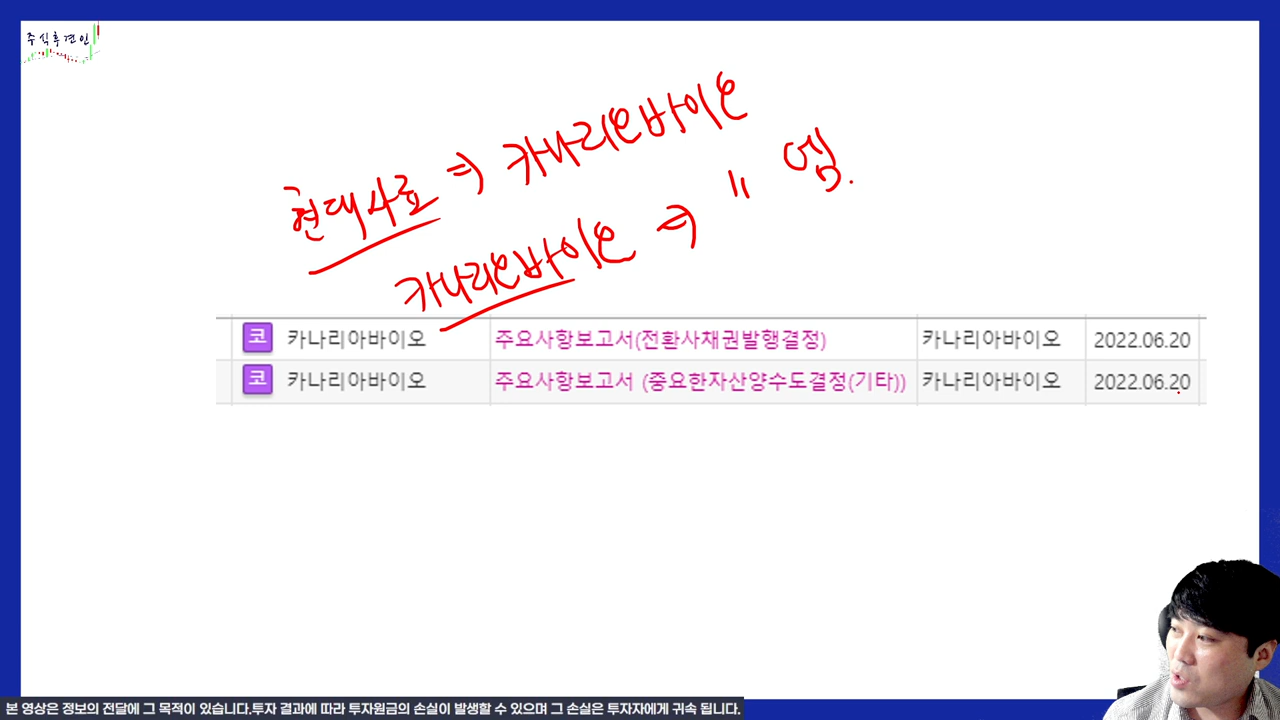 주식후견인
현대사료 ⇒ 카나리오바이오
카나리오바이오 ⇒ " 엠.
코 카나리아바이오 주요사항보고서(전환사채권발행결정) 카나리아바이오 2022.06.20
코 카나리아바이오 주요사항보고서 (중요한자산양수도결정(기타)) 카나리아바이오 2022.06.20
본 영상은 정보의 전달에 그 목적이 있습니다.투자 결과에 따라 투자원금의 손실이 발생할 수 있으며 그 손실은 투자자에게 귀속 됩니다.